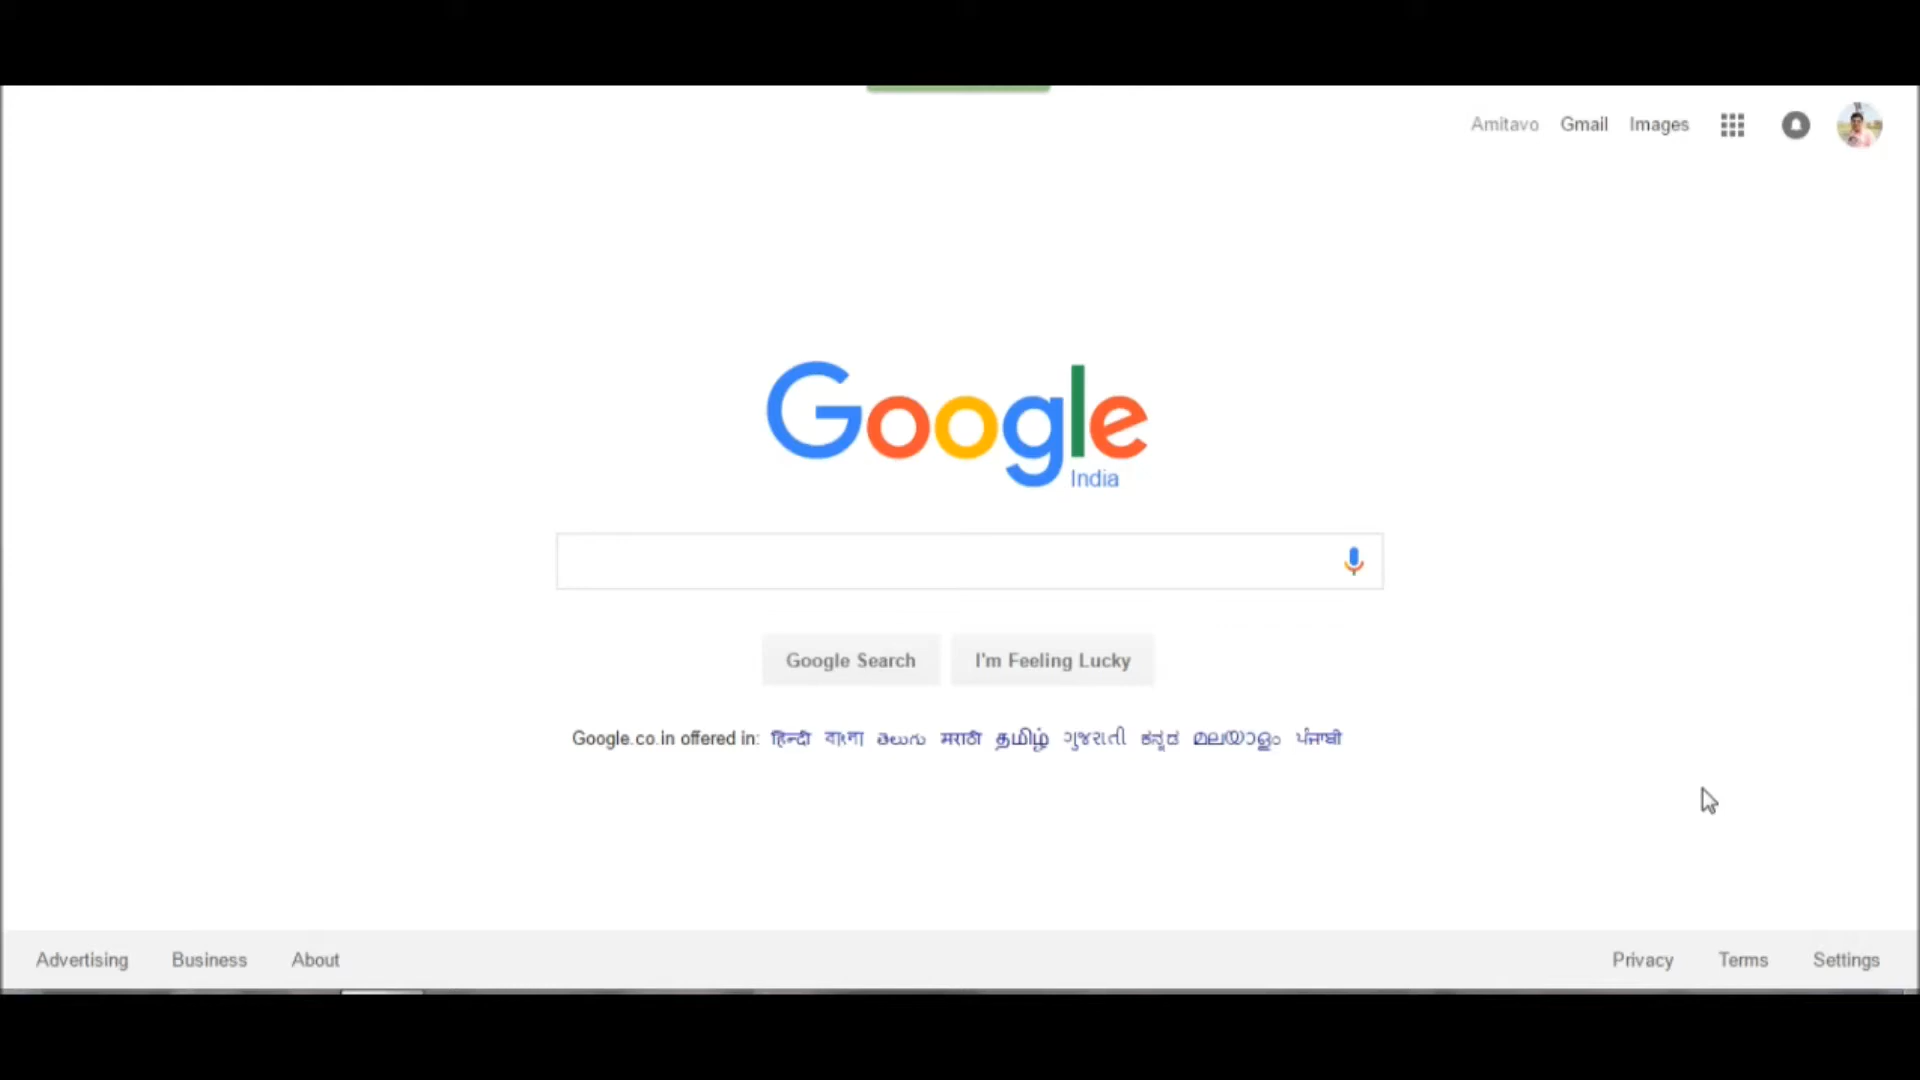 Amitavo Gmail Images
Google
India
Google Search I'm Feeling Lucky
Google.co.in offered in: हिन्दी বাংলা తెలుగు मराठी தமிழ் ગુજરાતી ಕನ್ನಡ മലയാളം ਪੰਜਾਬੀ
Advertising Business About Privacy Terms Settings